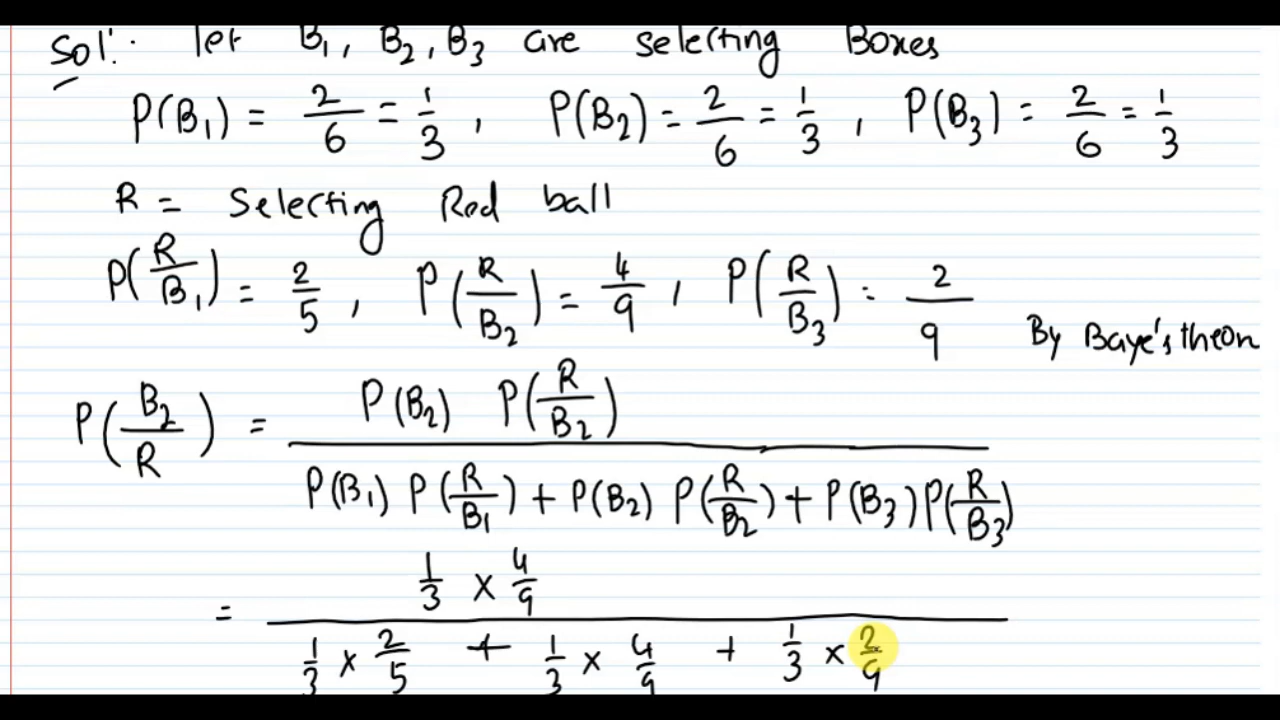 Sol: let B₁, B₂, B₃ are selecting Boxes
P(B₁) = 2/6 = 1/3, P(B₂) = 2/6 = 1/3, P(B₃) = 2/6 = 1/3
R = Selecting Red ball
P(R/B₁) = 2/5, P(R/B₂) = 4/9, P(R/B₃) = 2/9 By Baye's theon
P(B₂/R) = P(B₂) P(R/B₂) / P(B₁) P(R/B₁) + P(B₂) P(R/B₂) + P(B₃) P(R/B₃)
= 1/3 × 4/9 / 1/3 × 2/5 + 1/3 × 4/9 + 1/3 × 2/9